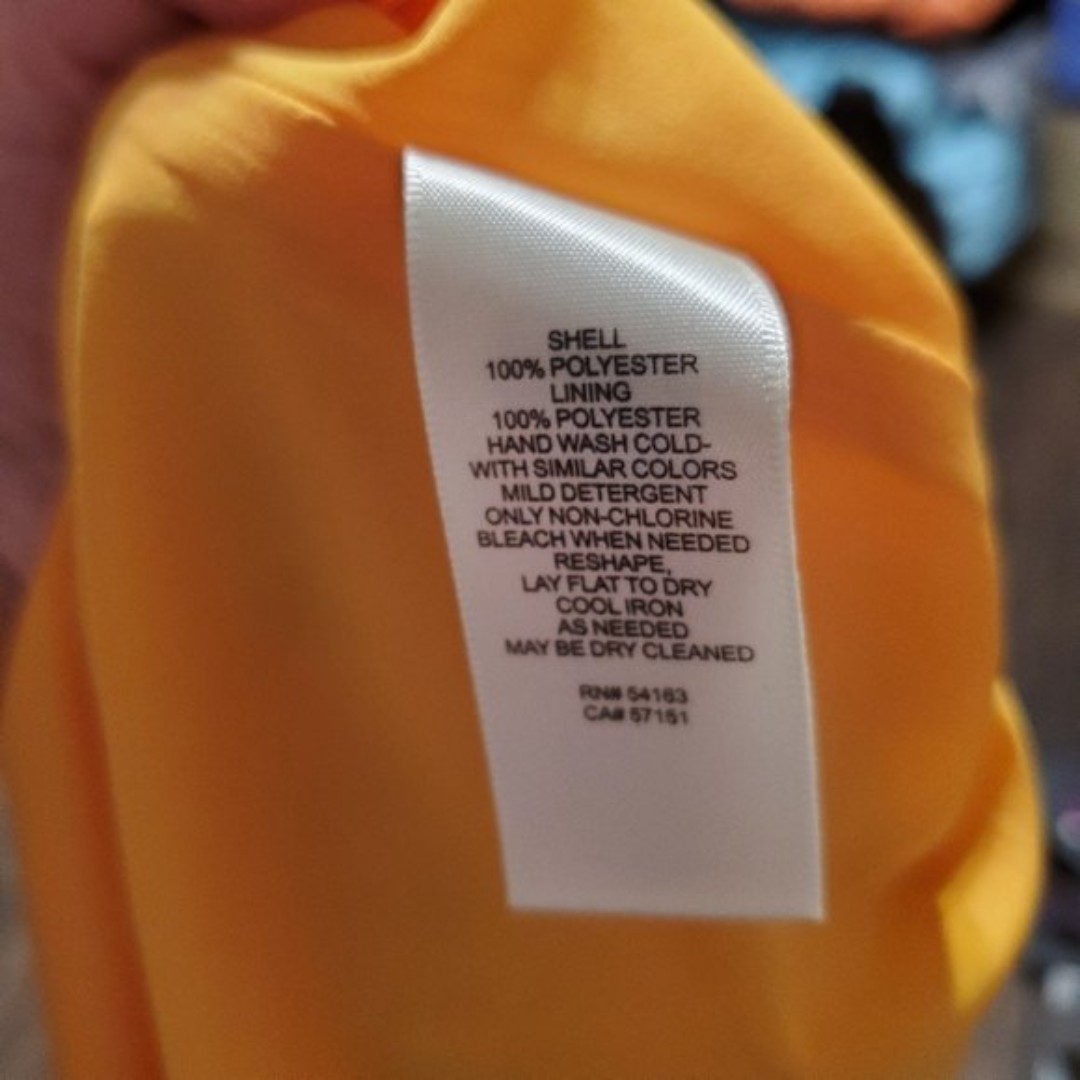 SHELL
100% POLYESTER
LINING
100% POLYESTER
HAND WASH COLD-
WITH SIMILAR COLORS
MILD DETERGENT
ONLY NON-CHLORINE
BLEACH WHEN NEEDED
RESHAPE,
LAY FLAT TO DRY
COOL IRON
AS NEEDED
MAY BE DRY CLEANED
RN# 54163
CA# 57151